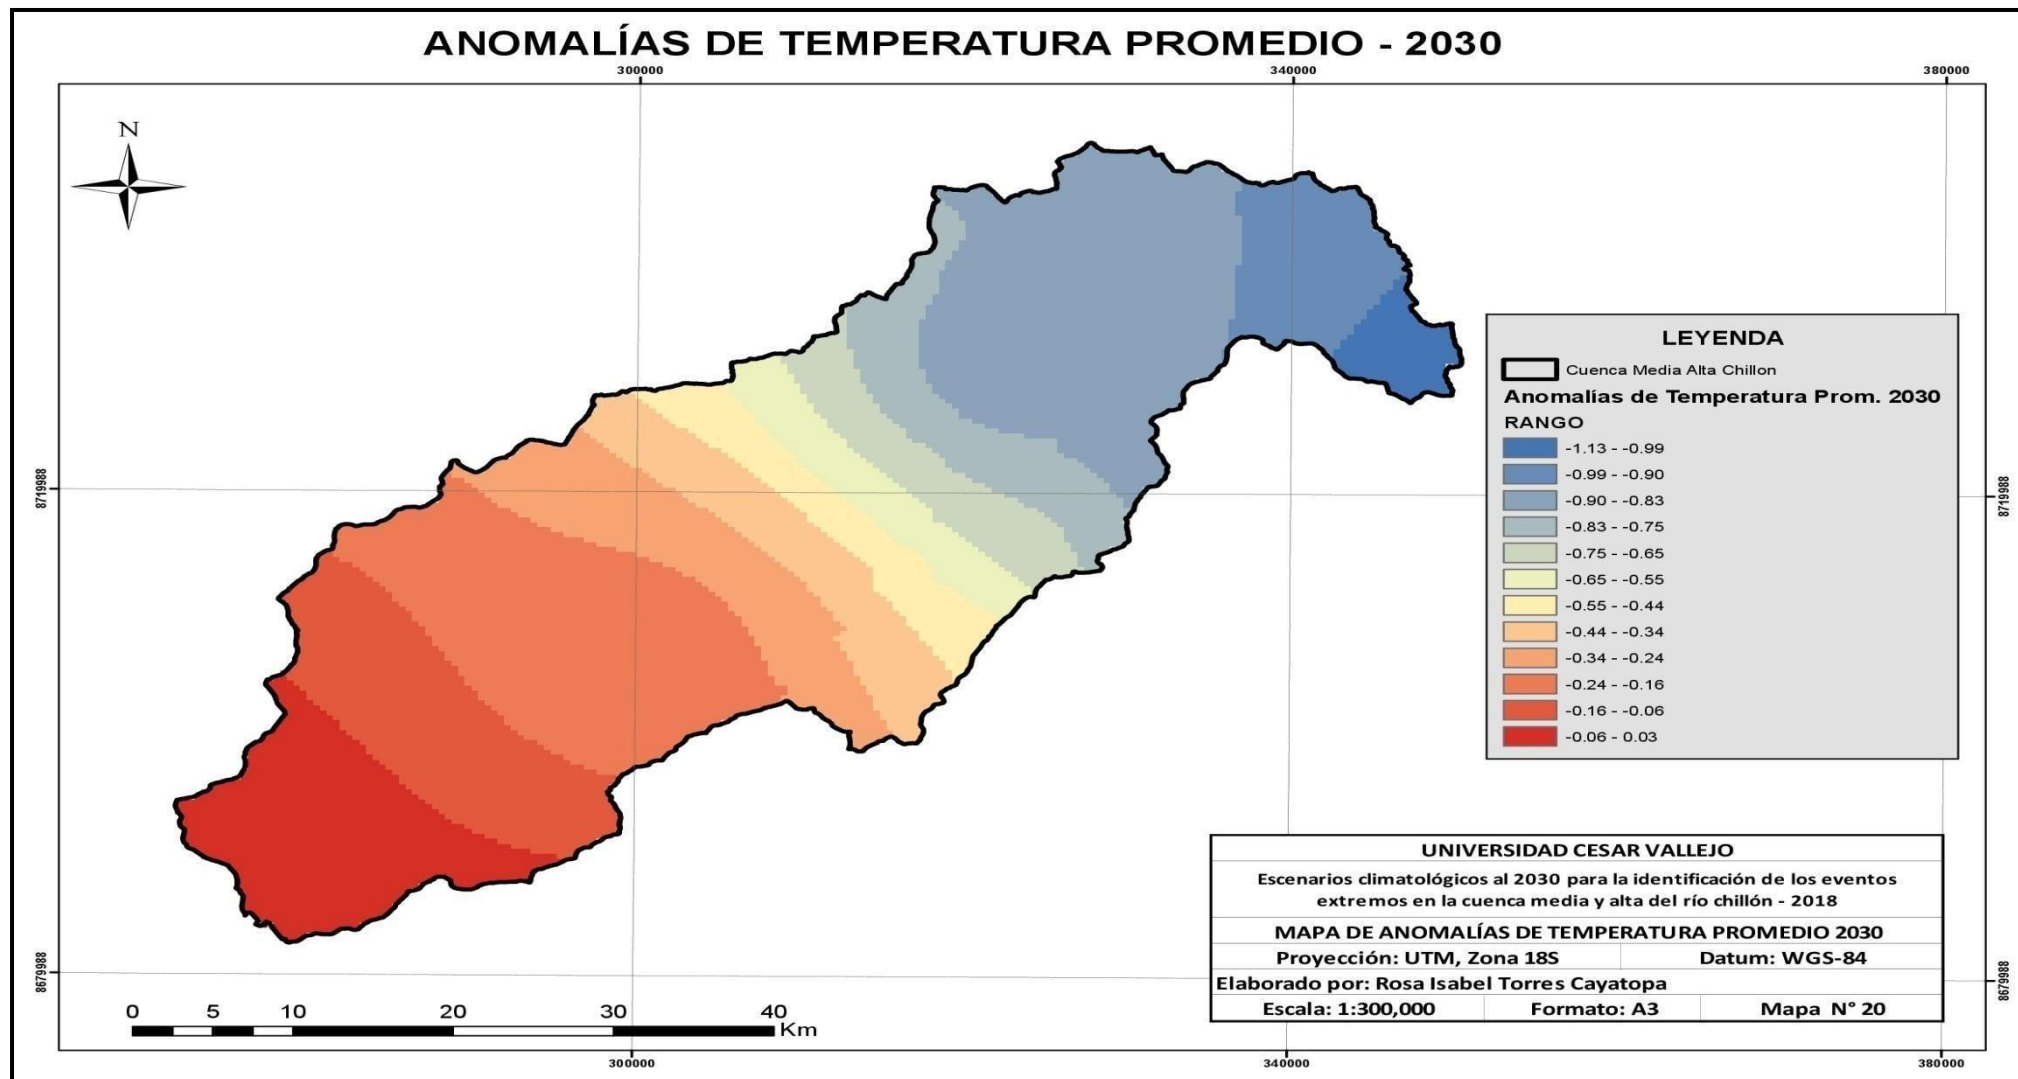 ANOMALÍAS DE TEMPERATURA PROMEDIO - 2030
300000
340000
380000
N
8719988
8719988
LEYENDA
Cuenca Media Alta Chillon
Anomalías de Temperatura Prom. 2030
RANGO
-1.13 - -0.99
-0.99 - -0.90
-0.90 - -0.83
-0.83 - -0.75
-0.75 - -0.65
-0.65 - -0.55
-0.55 - -0.44
-0.44 - -0.34
-0.34 - -0.24
-0.24 - -0.16
-0.16 - -0.06
-0.06 - 0.03
UNIVERSIDAD CESAR VALLEJO
Escenarios climatológicos al 2030 para la identificación de los eventos
extremos en la cuenca media y alta del río chillón - 2018
MAPA DE ANOMALÍAS DE TEMPERATURA PROMEDIO 2030
Proyección: UTM, Zona 18S Datum: WGS-84
Elaborado por: Rosa Isabel Torres Cayatopa
Escala: 1:300,000 Formato: A3 Mapa N° 20
8679988
8679988
0 5 10 20 30 40
Km
300000
340000
380000